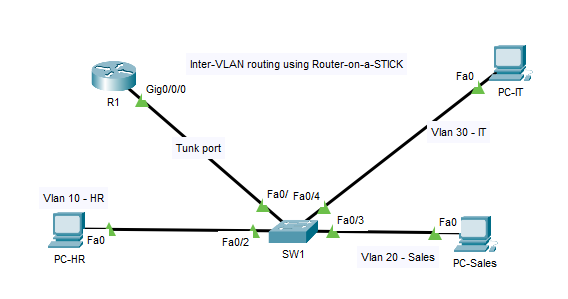 Inter-VLAN routing using Router-on-a-STICK
Fa0
PC-IT
Gig0/0/0
R1
Vlan 30 - IT
Tunk port
Vlan 10 - HR
Fa0/
Fa0/4
Fa0/3
Fa0
Fa0
Fa0/2
PC-HR
SW1
Vlan 20 - Sales
PC-Sales